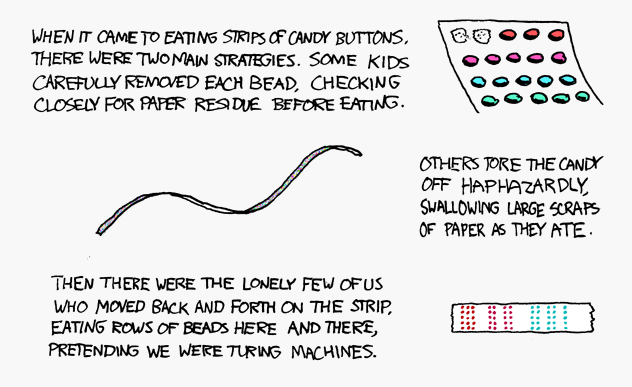 WHEN IT CAME TO EATING STRIPS OF CANDY BUTTONS,
THERE WERE TWO MAIN STRATEGIES. SOME KIDS
CAREFULLY REMOVED EACH BEAD, CHECKING
CLOSELY FOR PAPER RESIDUE BEFORE EATING.
OTHERS TORE THE CANDY
OFF HAPHAZARDLY,
SWALLOWING LARGE SCRAPS
OF PAPER AS THEY ATE.
THEN THERE WERE THE LONELY FEW OF US
WHO MOVED BACK AND FORTH ON THE STRIP,
EATING ROWS OF BEADS HERE AND THERE,
PRETENDING WE WERE TURING MACHINES.